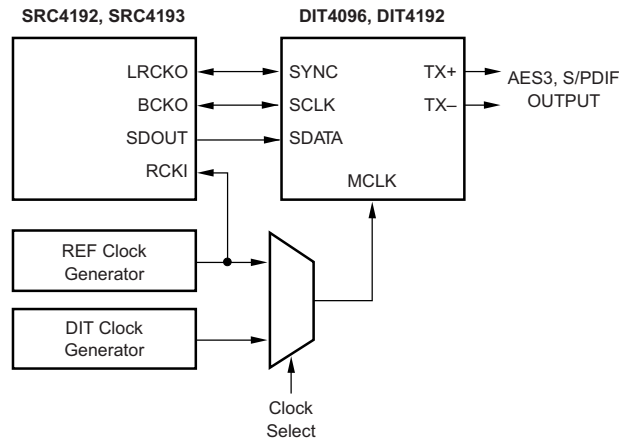 SRC4192, SRC4193
DIT4096, DIT4192
LRCKO
BCKO
SDOUT
RCKI
SYNC
SCLK
SDATA
TX+
TX–
MCLK
AES3, S/PDIF
OUTPUT
REF Clock
Generator
DIT Clock
Generator
Clock
Select